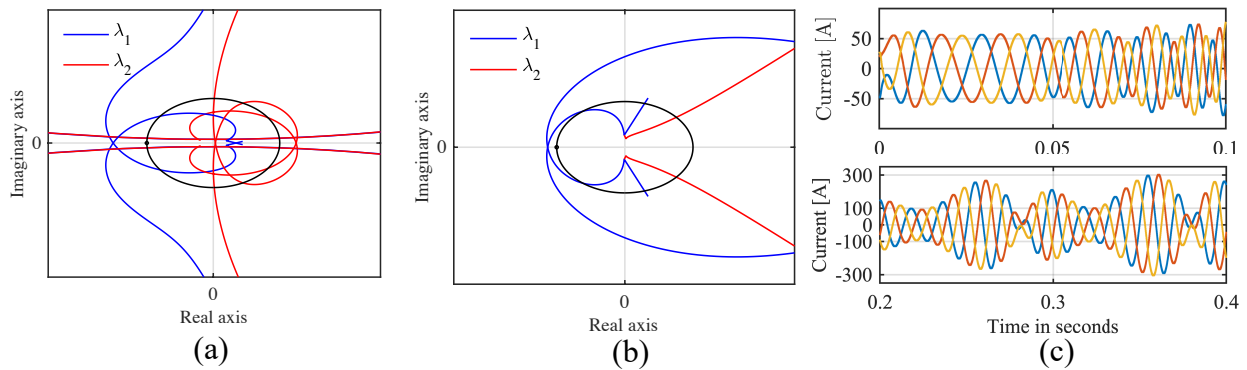 λ1
λ2
Imaginary axis
0
0
Real axis
(a)
λ1
λ2
Imaginary axis
0
0
Real axis
(b)
Current [A]
50
0
-50
0
0.05
0.1
Current [A]
300
100
0
-100
-300
0.2
0.3
0.4
Time in seconds
(c)